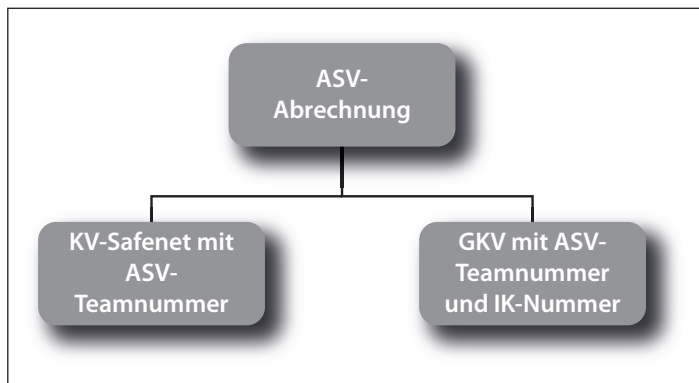 ASV-
Abrechnung
KV-Safenet mit
ASV-
Teamnummer
GKV mit ASV-
Teamnummer
und IK-Nummer